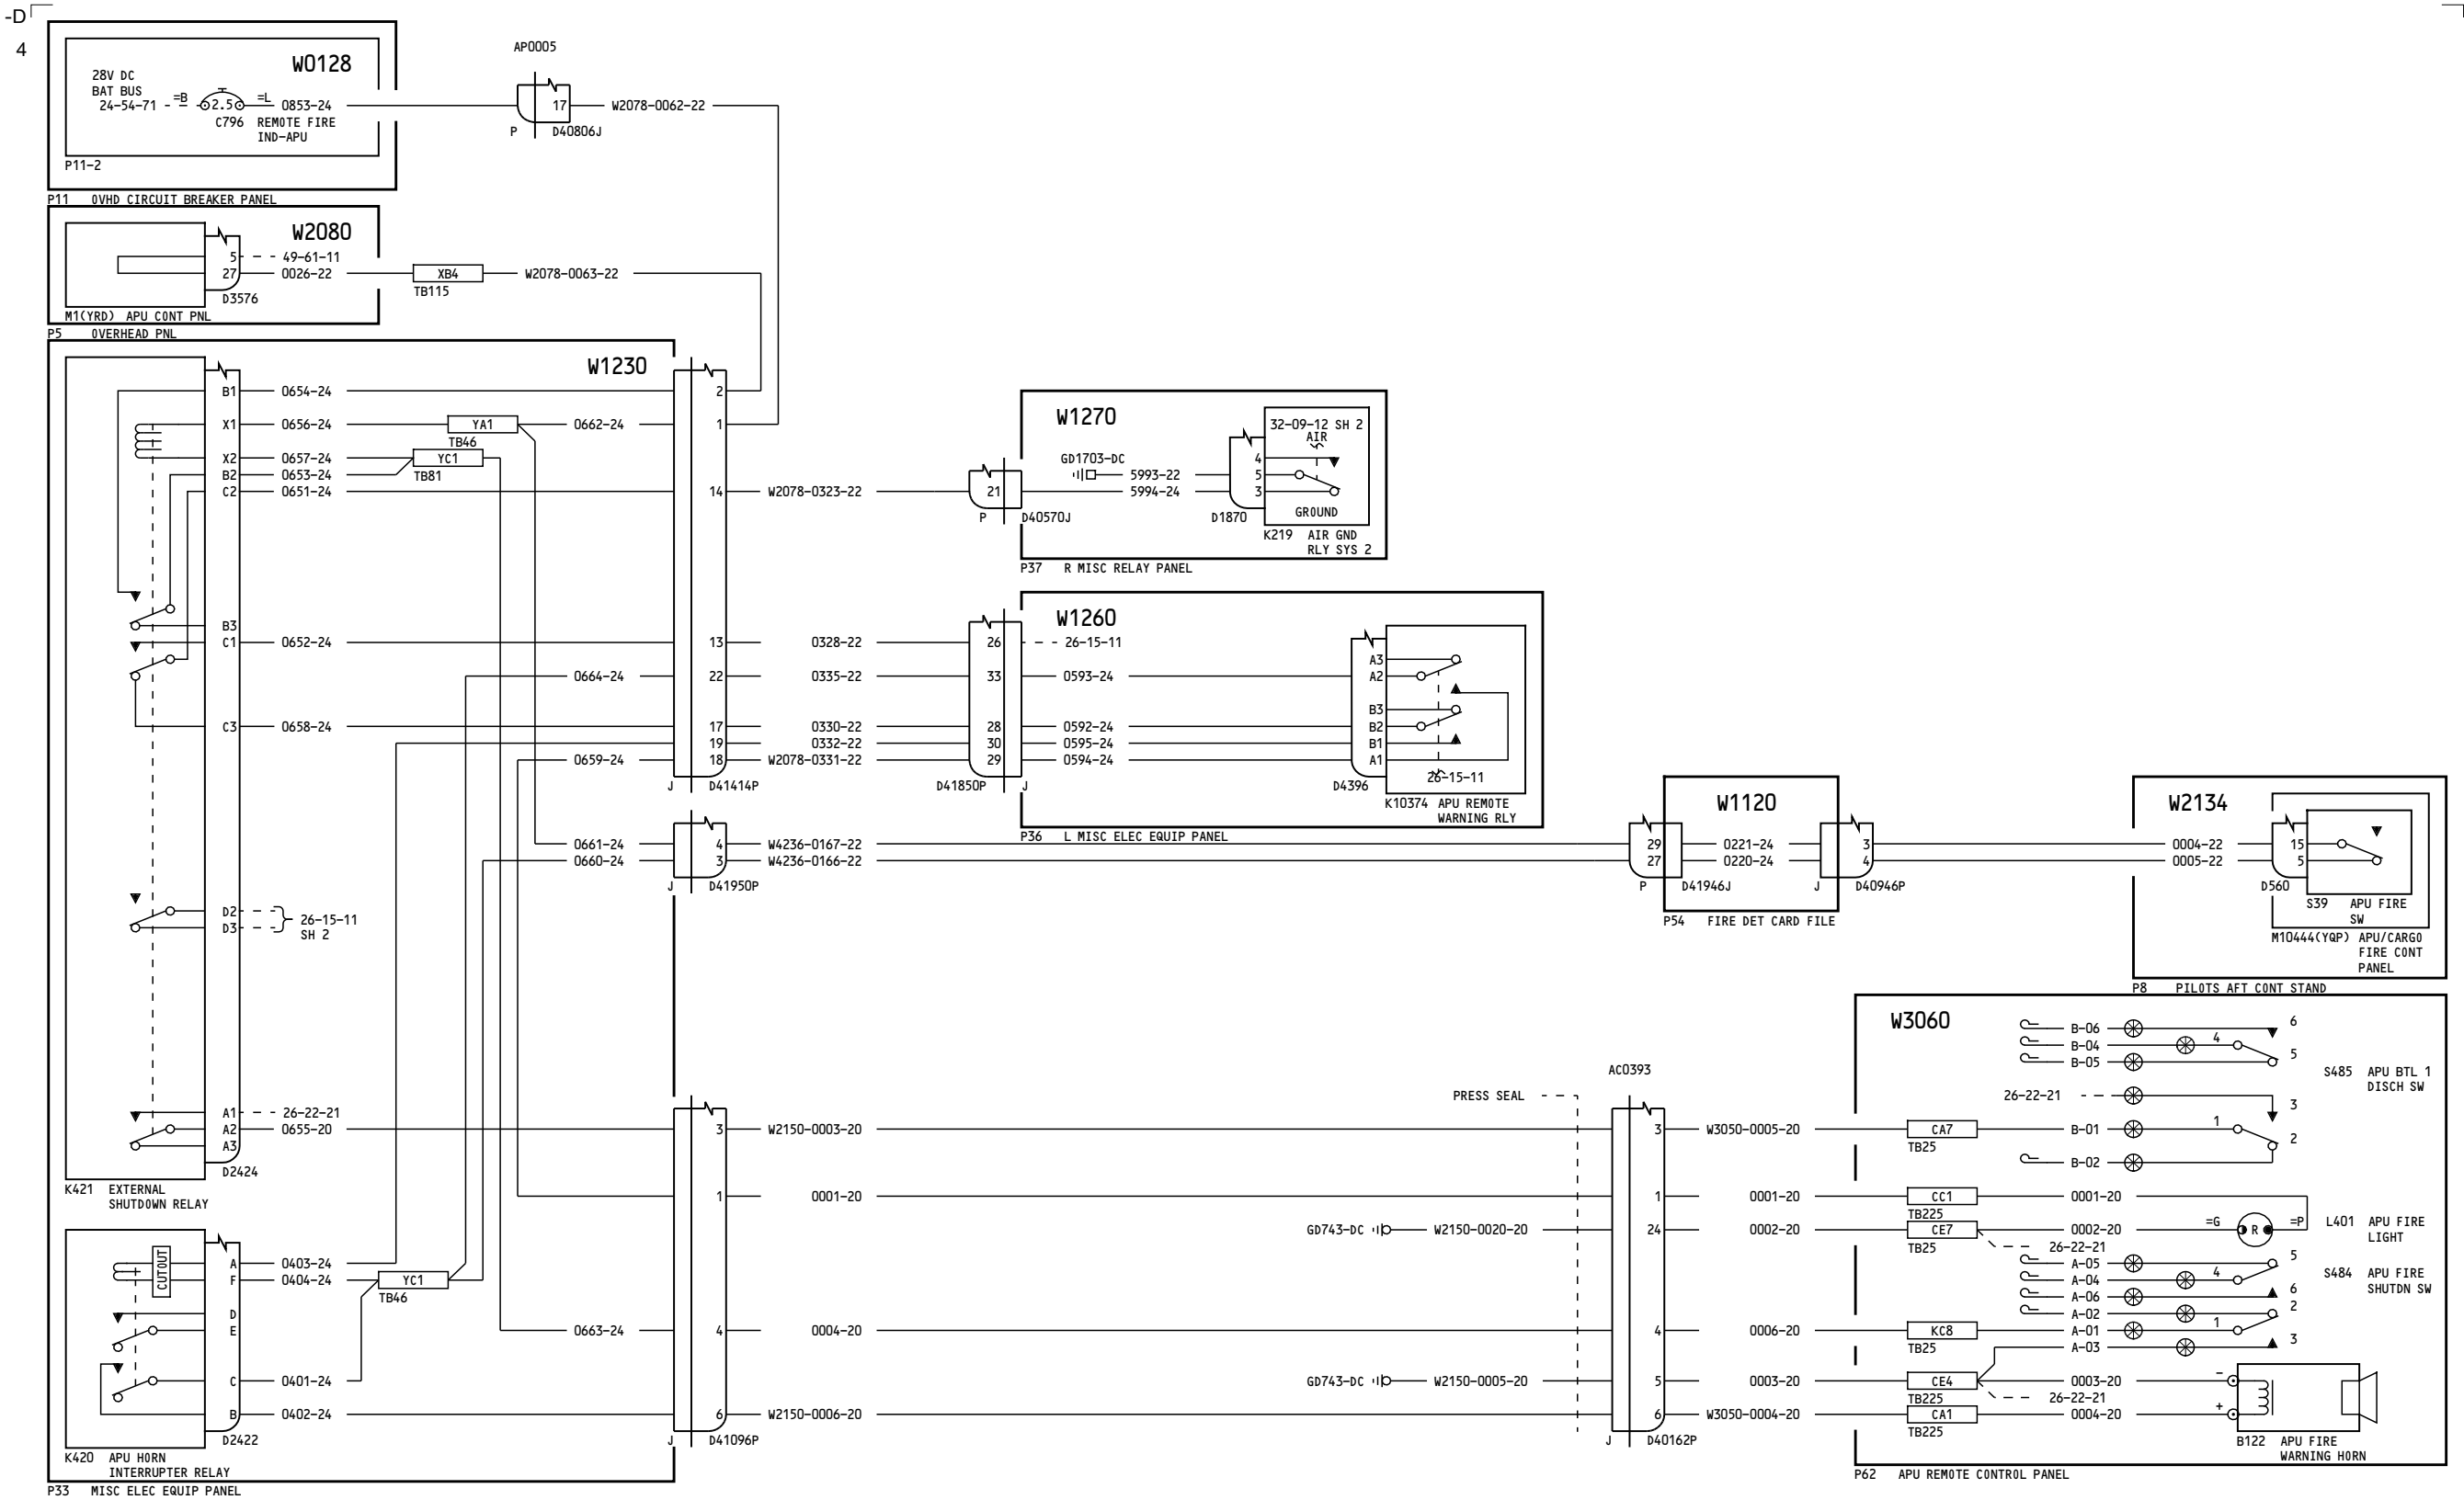 -D
4
W0128
28V DC
BAT BUS
24-54-71
=B
2.5
=L
0853-24
C796 REMOTE FIRE
IND-APU
P11-2
P11 OVHD CIRCUIT BREAKER PANEL
AP0005
17
W2078-0062-22
P
D40806J
W2080
5
49-61-11
27
0026-22
D3576
M1(YRD) APU CONT PNL
P5 OVERHEAD PNL
XB4
TB115
W2078-0063-22
W1230
B1
0654-24
2
X1
0656-24
YA1
TB46
0662-24
1
X2
0657-24
YC1
TB81
B2
0653-24
C2
0651-24
14
W2078-0323-22
21
P
D40570J
W1270
GD1703-DC
5993-22
5994-24
4
5
3
D1870
32-09-12 SH 2
AIR
GROUND
K219 AIR GND
RLY SYS 2
P37 R MISC RELAY PANEL
B3
C1
0652-24
13
0328-22
26
26-15-11
0664-24
22
0335-22
33
0593-24
C3
0658-24
17
0330-22
28
0592-24
19
0332-22
30
0595-24
0659-24
18
W2078-0331-22
29
0594-24
J
D41414P
D41850P
J
W1260
A3
A2
B3
B2
B1
A1
D4396
26-15-11
K10374 APU REMOTE
WARNING RLY
P36 L MISC ELEC EQUIP PANEL
0661-24
4
W4236-0167-22
0660-24
3
W4236-0166-22
J
D41950P
29
27
P
D41946J
W1120
0221-24
0220-24
3
4
J
D40946P
P54 FIRE DET CARD FILE
W2134
0004-22
0005-22
15
5
D560
S39 APU FIRE
SW
M10444(YQP) APU/CARGO
FIRE CONT
PANEL
P8 PILOTS AFT CONT STAND
D2
D3
26-15-11
SH 2
A1
26-22-21
A2
0655-20
A3
D2424
K421 EXTERNAL
SHUTDOWN RELAY
3
W2150-0003-20
1
0001-20
GD743-DC
W2150-0020-20
0663-24
4
0004-20
GD743-DC
W2150-0005-20
6
W2150-0006-20
J
D41096P
CUTOUT
A
0403-24
F
0404-24
YC1
TB46
D
E
C
0401-24
B
0402-24
D2422
K420 APU HORN
INTERRUPTER RELAY
P33 MISC ELEC EQUIP PANEL
PRESS SEAL
AC0393
3
W3050-0005-20
1
0001-20
24
0002-20
4
0006-20
5
0003-20
6
W3050-0004-20
J
D40162P
W3060
B-06
6
B-04
4
B-05
5
S485 APU BTL 1
DISCH SW
26-22-21
3
CA7
TB25
B-01
1
2
B-02
CC1
TB225
0001-20
CE7
TB25
0002-20
=G
R
=P
L401 APU FIRE
LIGHT
26-22-21
A-05
5
A-04
4
S484 APU FIRE
SHUTDN SW
A-06
6
A-02
2
KC8
TB25
A-01
1
A-03
3
CE4
TB225
0003-20
-
26-22-21
CA1
TB225
0004-20
+
B122 APU FIRE
WARNING HORN
P62 APU REMOTE CONTROL PANEL